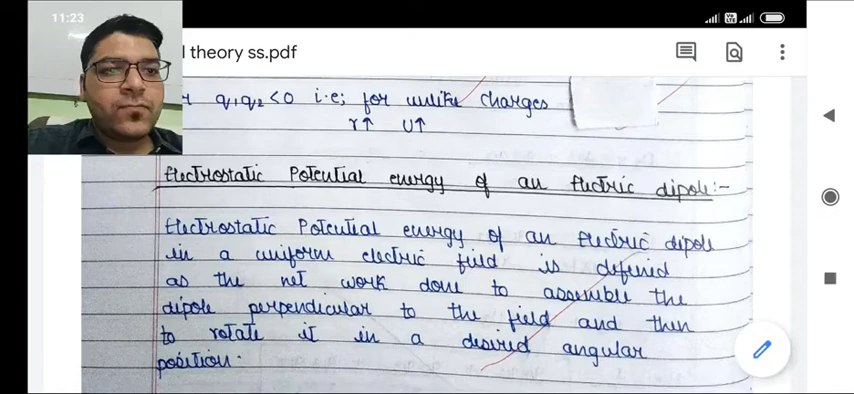 11:23
l theory ss.pdf
q₁q₂<0 i.e; for unlike charges
r↑ U↑
Electrostatic Potential energy of an Electric dipole:-
Electrostatic Potential energy of an Electric dipole
in a uniform electric field is defined
as the net work done to assemble the
dipole perpendicular to the field and then
to rotate it in a desired angular
position.